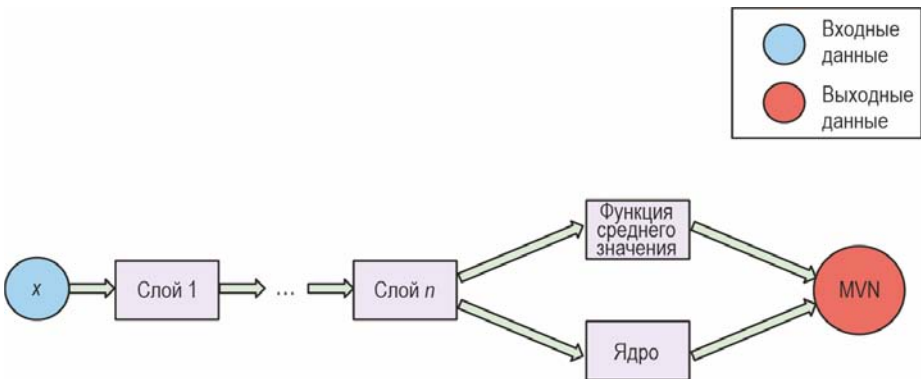 Входные
данные
Выходные
данные
Функция
среднего
значения
x
Слой 1
...
Слой n
MVN
Ядро